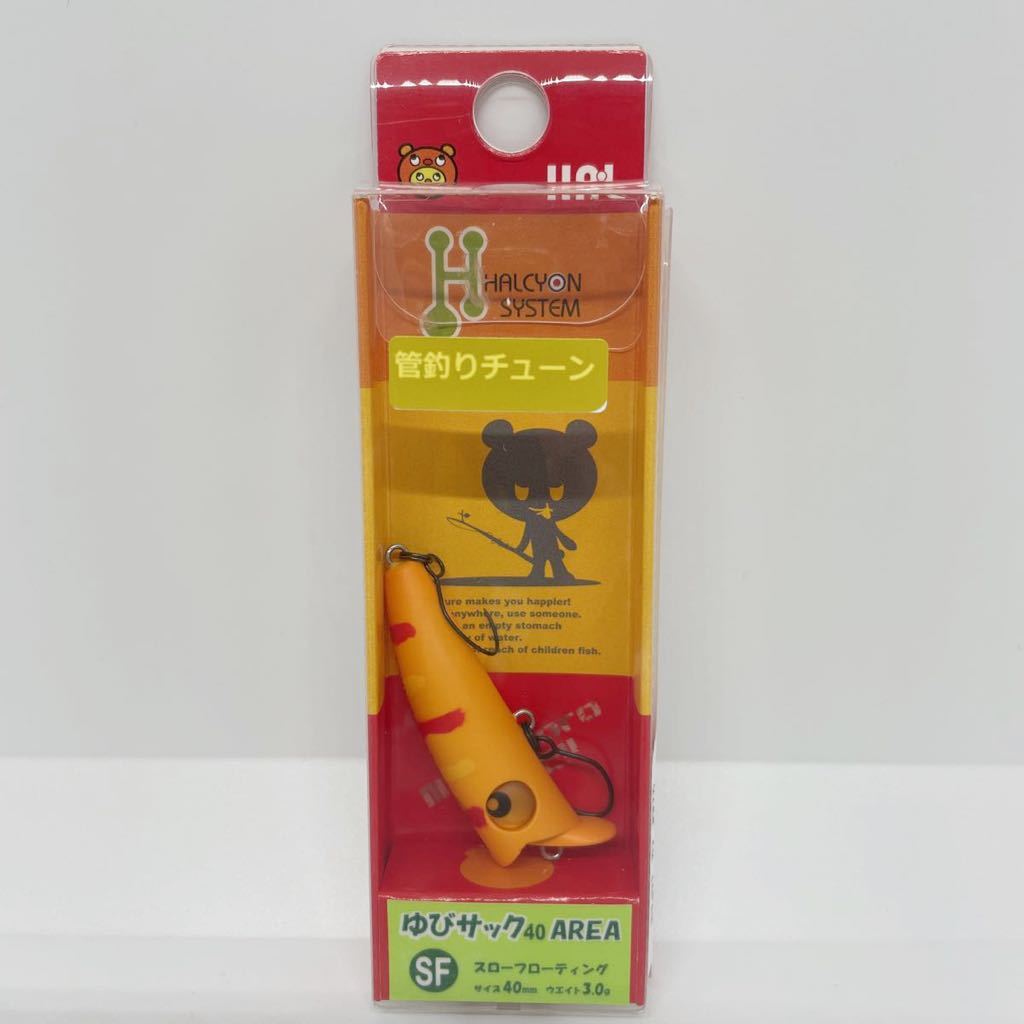 HALCYON
SYSTEM
管釣りチューン
ure makes you happier!
anywhere, use someone.
an empty stomach
of water.
of children fish.
ゆびサック40 AREA
SF スローフローティング
サイズ40mm ウエイト3.0g